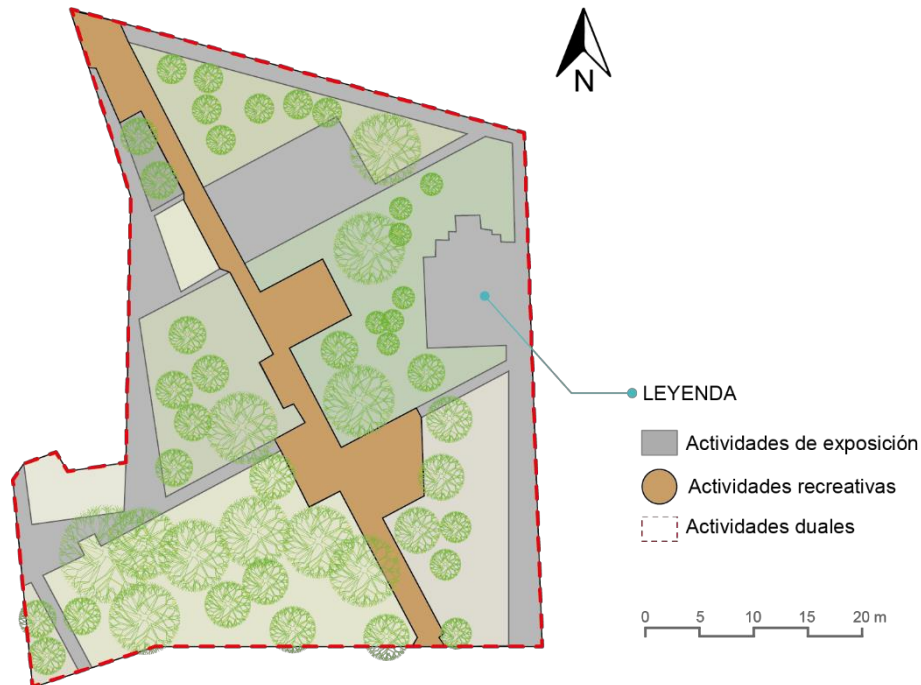 N
LEYENDA
Actividades de exposición
Actividades recreativas
Actividades duales
0 5 10 15 20 m